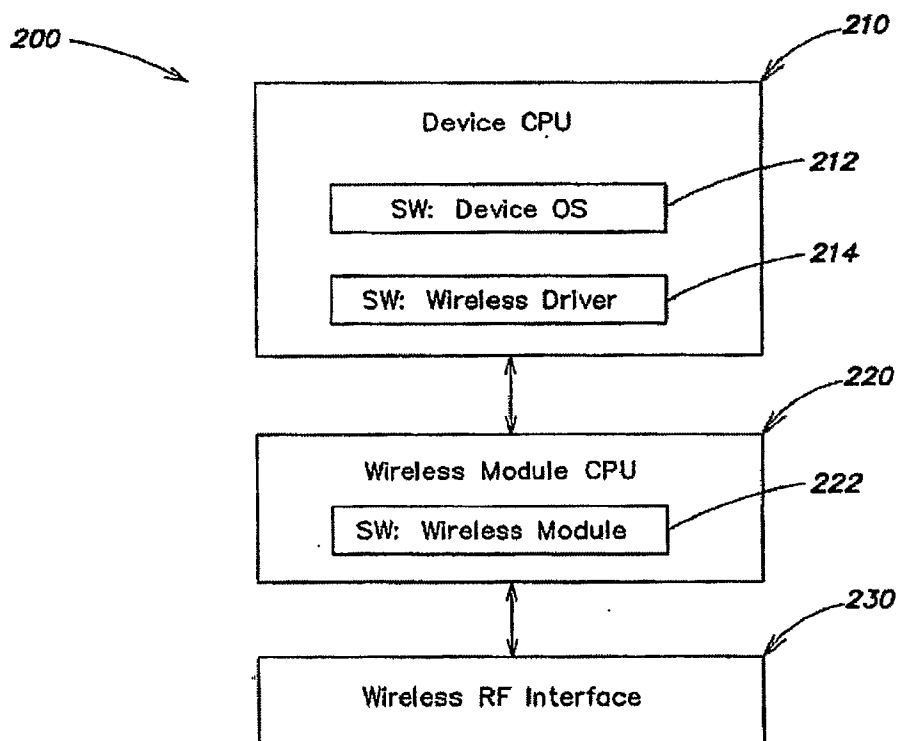 200
210
Device CPU
SW: Device OS
212
SW: Wireless Driver
214
220
Wireless Module CPU
SW: Wireless Module
222
230
Wireless RF Interface